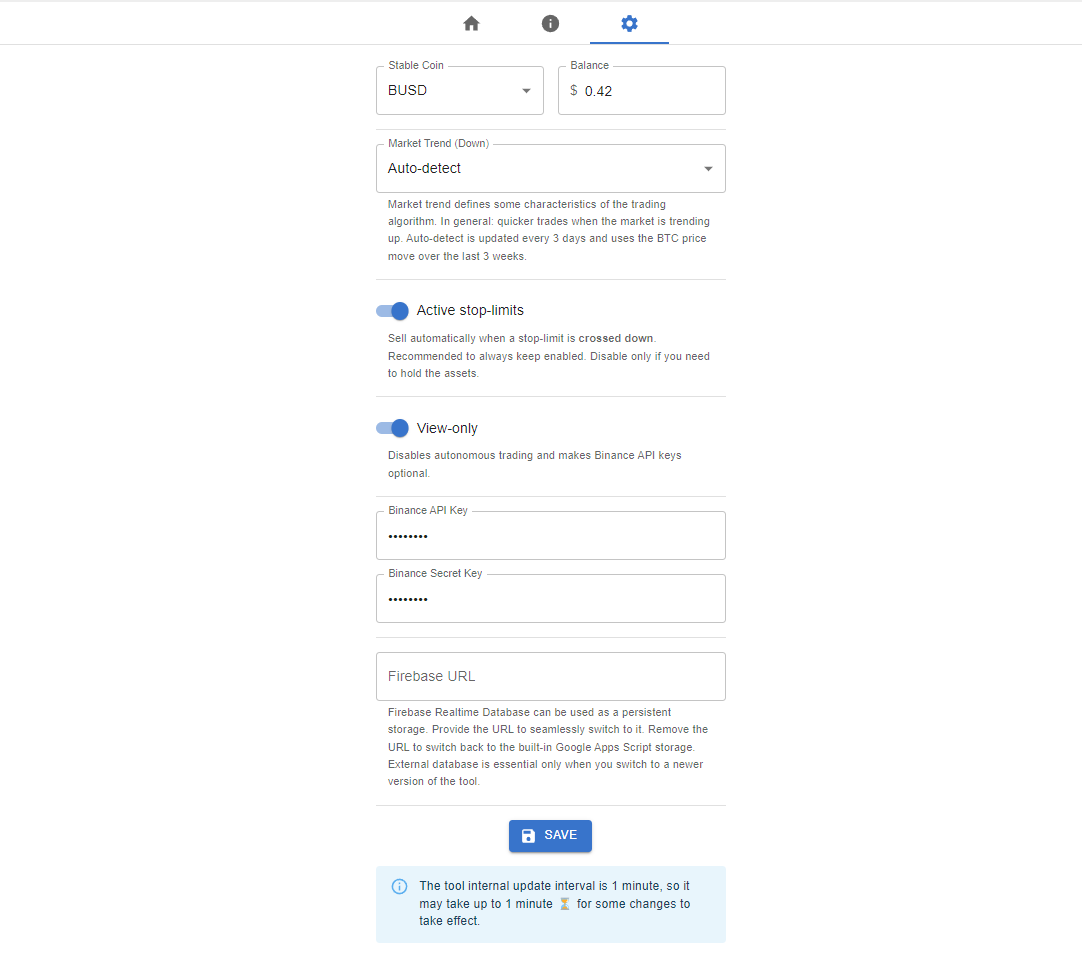 Stable Coin
BUSD
Balance
$ 0.42
Market Trend (Down)
Auto-detect
Market trend defines some characteristics of the trading
algorithm. In general: quicker trades when the market is trending
up. Auto-detect is updated every 3 days and uses the BTC price
move over the last 3 weeks.
Active stop-limits
Sell automatically when a stop-limit is crossed down.
Recommended to always keep enabled. Disable only if you need
to hold the assets.
View-only
Disables autonomous trading and makes Binance API keys
optional.
Binance API Key
••••••••
Binance Secret Key
••••••••
Firebase URL
Firebase Realtime Database can be used as a persistent
storage. Provide the URL to seamlessly switch to it. Remove the
URL to switch back to the built-in Google Apps Script storage.
External database is essential only when you switch to a newer
version of the tool.
SAVE
The tool internal update interval is 1 minute, so it
may take up to 1 minute ⏳ for some changes to
take effect.